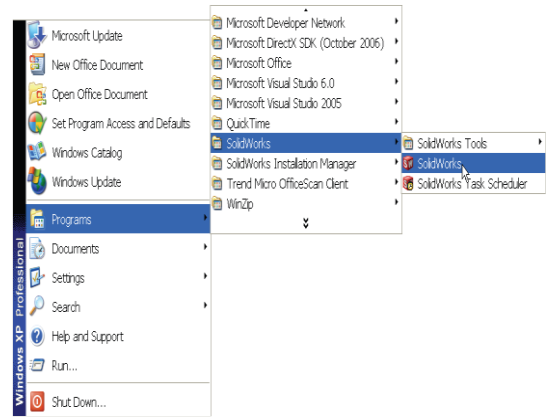 Microsoft Update
New Office Document
Open Office Document
Set Program Access and Defaults
Windows Catalog
Windows Update
Programs
Documents
Settings
Search
Help and Support
Run...
Shut Down...
Windows XP Professional
Microsoft Developer Network
Microsoft DirectX SDK (October 2006)
Microsoft Office
Microsoft Visual Studio 6.0
Microsoft Visual Studio 2005
QuickTime
SolidWorks
SolidWorks Installation Manager
Trend Micro OfficeScan Client
WinZip
SolidWorks Tools
SolidWorks
SolidWorks Task Scheduler